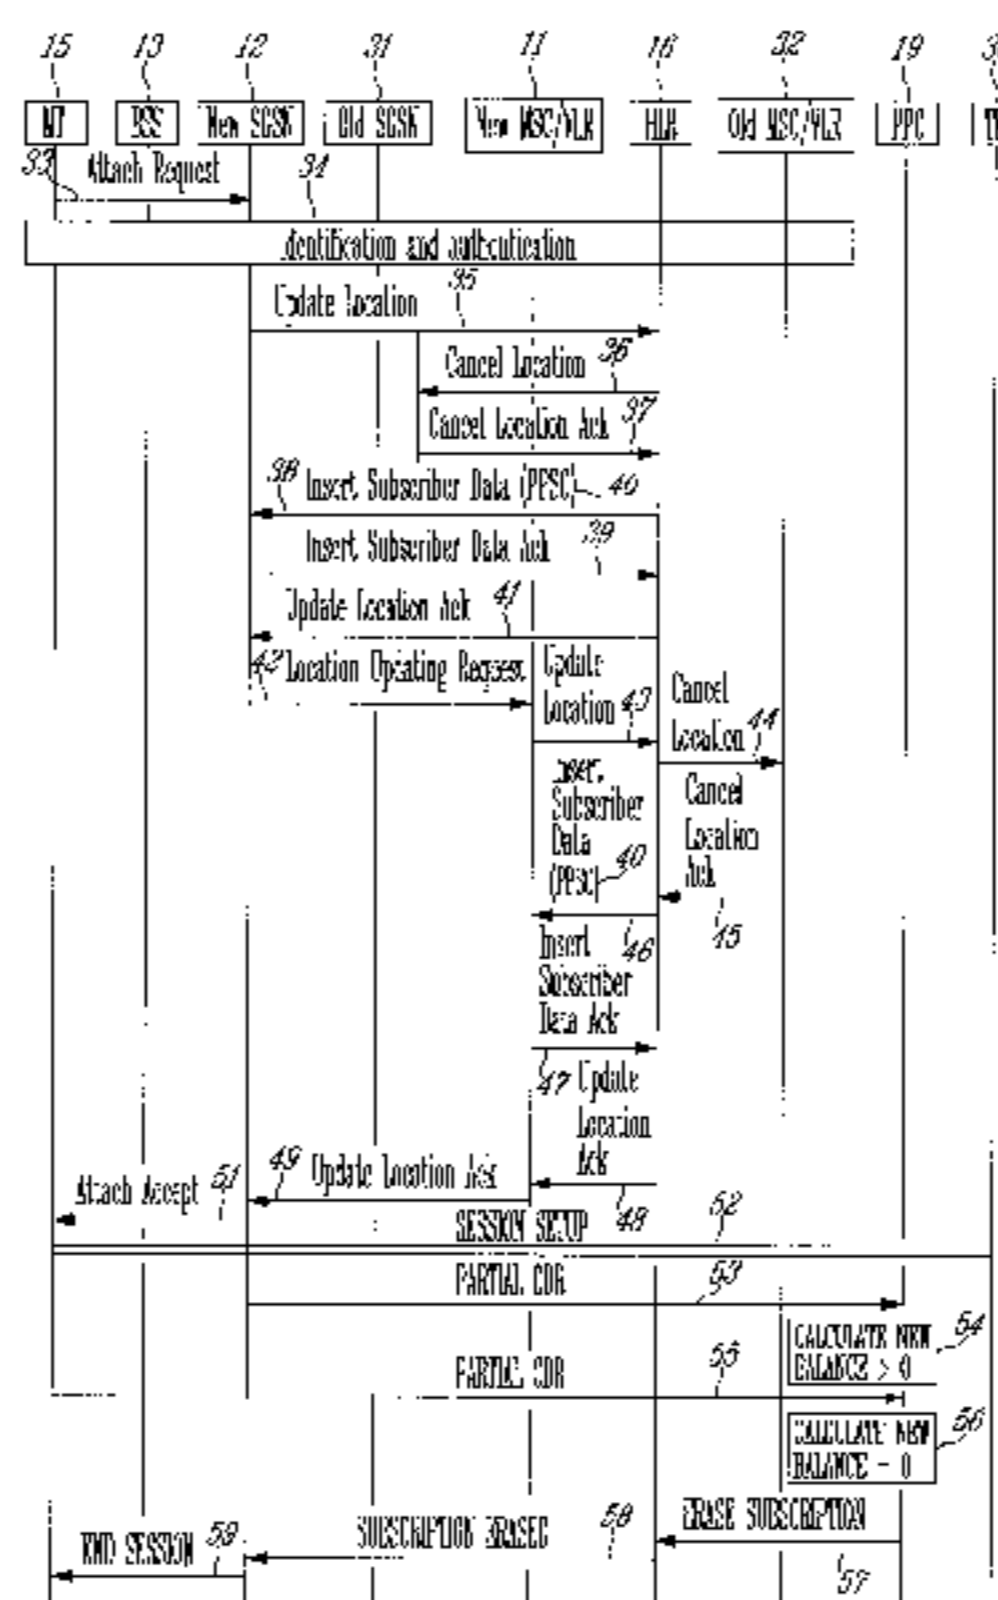 15 13 12 31 11 16 32 19 3
MT BSS New SGSN Old SGSN New MSC/VLR HLR Old MSC/VLR PPC
33 Attach Request 34
Identification and authentication
Update Location 35
Cancel Location 36
Cancel Location Ack 37
38 Insert Subscriber Data (PPSC) 40
Insert Subscriber Data Ack 39
Update Location Ack 41
42 Location Updating Request
Update
Location 43
Cancel
Location 44
Insert
Subscriber
Data
(PPSC) 40
Cancel
Location
Ack
45
46
Insert
Subscriber
Data Ack
47
Update
Location
Ack
48
49 Update Location Ack
Attach Accept 51
SESSION SETUP 52
PARTIAL CDR 53
CALCULATE NEW 54
BALANCE > 0
PARTIAL CDR 55
CALCULATE NEW 56
BALANCE = 0
ERASE SUBSCRIPTION
57
SUBSCRIPTION ERASED 58
END SESSION 59